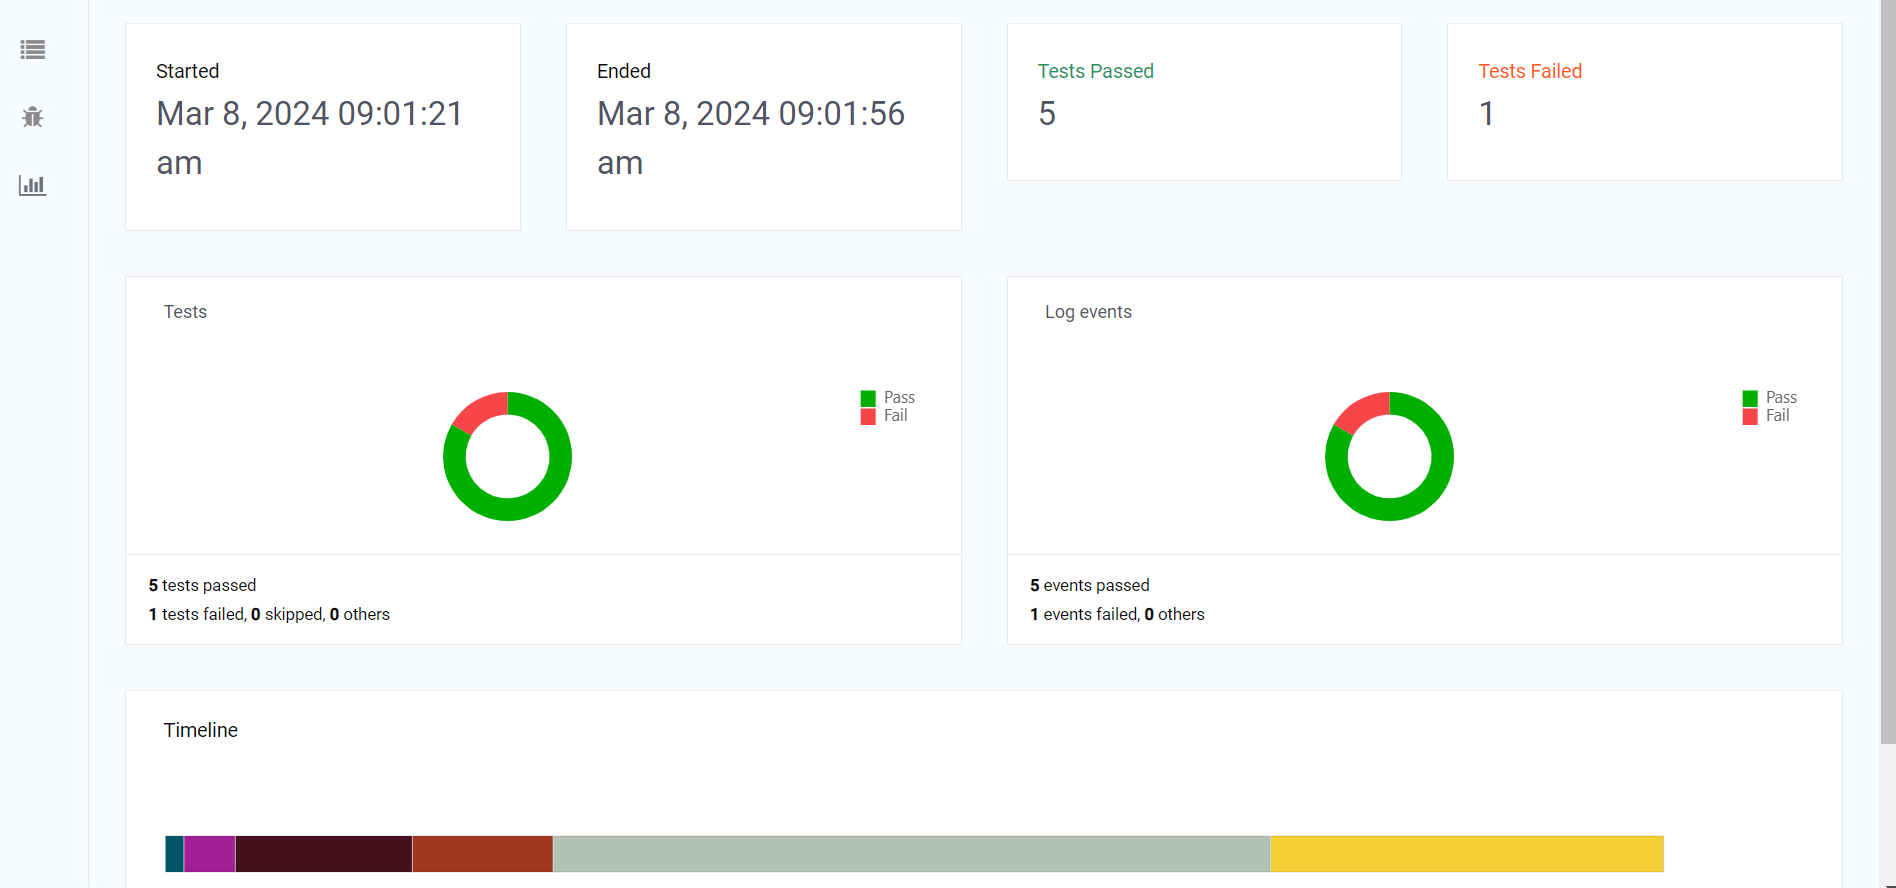 Started
Mar 8, 2024 09:01:21
am
Ended
Mar 8, 2024 09:01:56
am
Tests Passed
5
Tests Failed
1
Tests
Pass
Fail
5 tests passed
1 tests failed, 0 skipped, 0 others
Log events
Pass
Fail
5 events passed
1 events failed, 0 others
Timeline